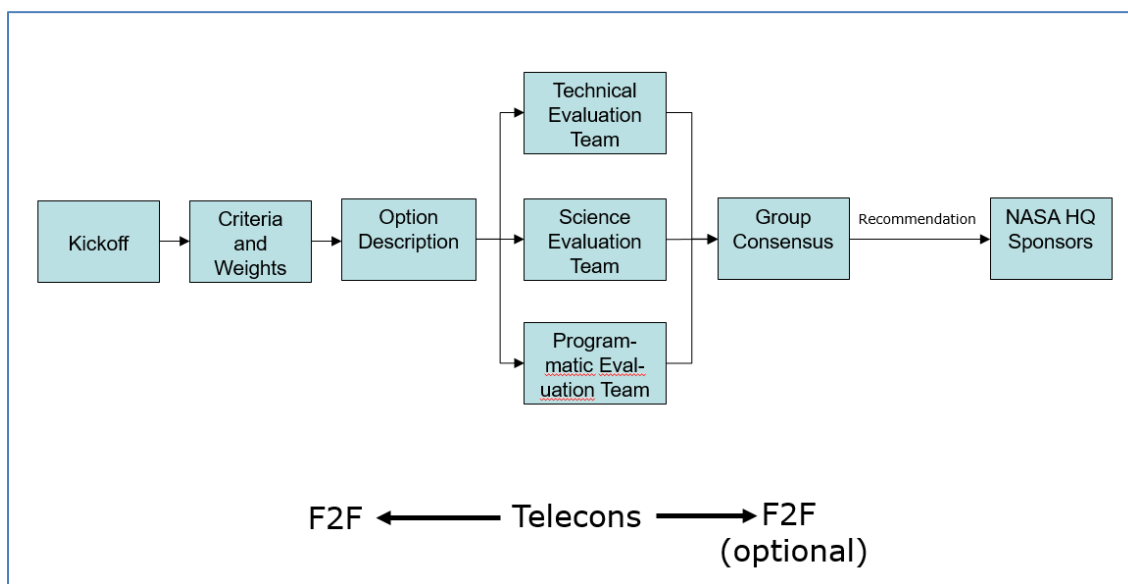 Kickoff
Criteria
and
Weights
Option
Description
Technical
Evaluation
Team
Science
Evaluation
Team
Program-
matic Eval-
uation Team
Group
Consensus
Recommendation
NASA HQ
Sponsors
F2F
Telecons
F2F
(optional)